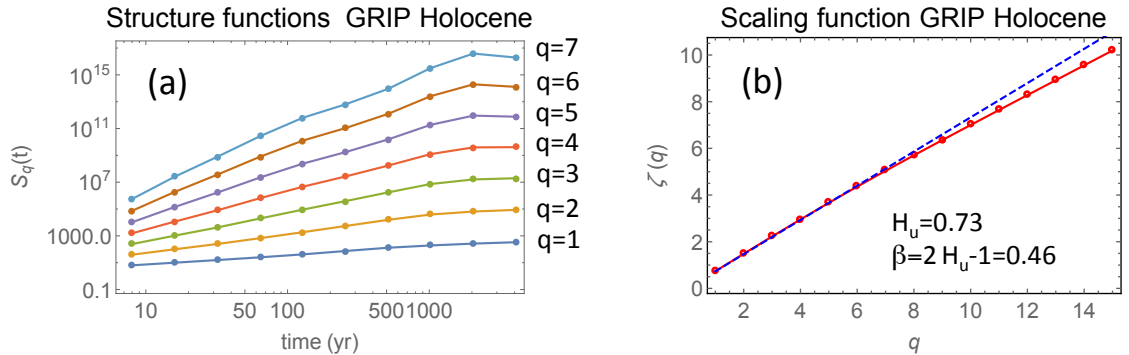 Structure functions GRIP Holocene
(a)
q=7
q=6
q=5
q=4
q=3
q=2
q=1
10^15
10^11
10^7
1000.0
0.1
S_q(t)
10
50
100
500
1000
time (yr)
Scaling function GRIP Holocene
(b)
10
8
6
4
2
0
ζ(q)
H_u=0.73
β=2 H_u-1=0.46
2
4
6
8
10
12
14
q